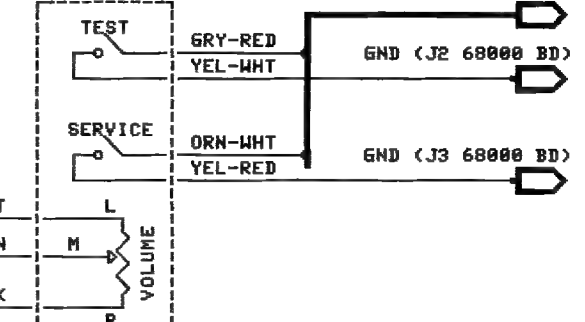 TEST
GRY-RED
GND (J2 68000 BD)
YEL-WHT
SERVICE
ORN-WHT
GND (J3 68000 BD)
YEL-RED
L
M
VOLUME